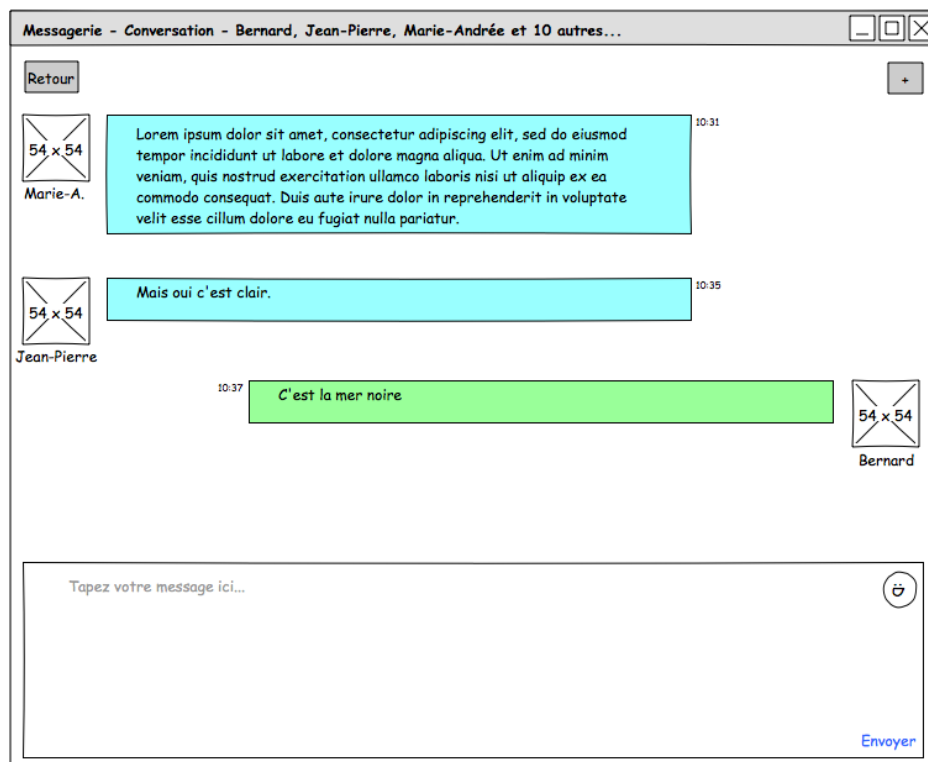 Messagerie - Conversation - Bernard, Jean-Pierre, Marie-Andrée et 10 autres...
Retour
+
54 x 54
Marie-A.
Lorem ipsum dolor sit amet, consectetur adipiscing elit, sed do eiusmod
tempor incididunt ut labore et dolore magna aliqua. Ut enim ad minim
veniam, quis nostrud exercitation ullamco laboris nisi ut aliquip ex ea
commodo consequat. Duis aute irure dolor in reprehenderit in voluptate
velit esse cillum dolore eu fugiat nulla pariatur.
10:31
54 x 54
Jean-Pierre
Mais oui c'est clair.
10:35
10:37
C'est la mer noire
54 x 54
Bernard
Tapez votre message ici...
Envoyer